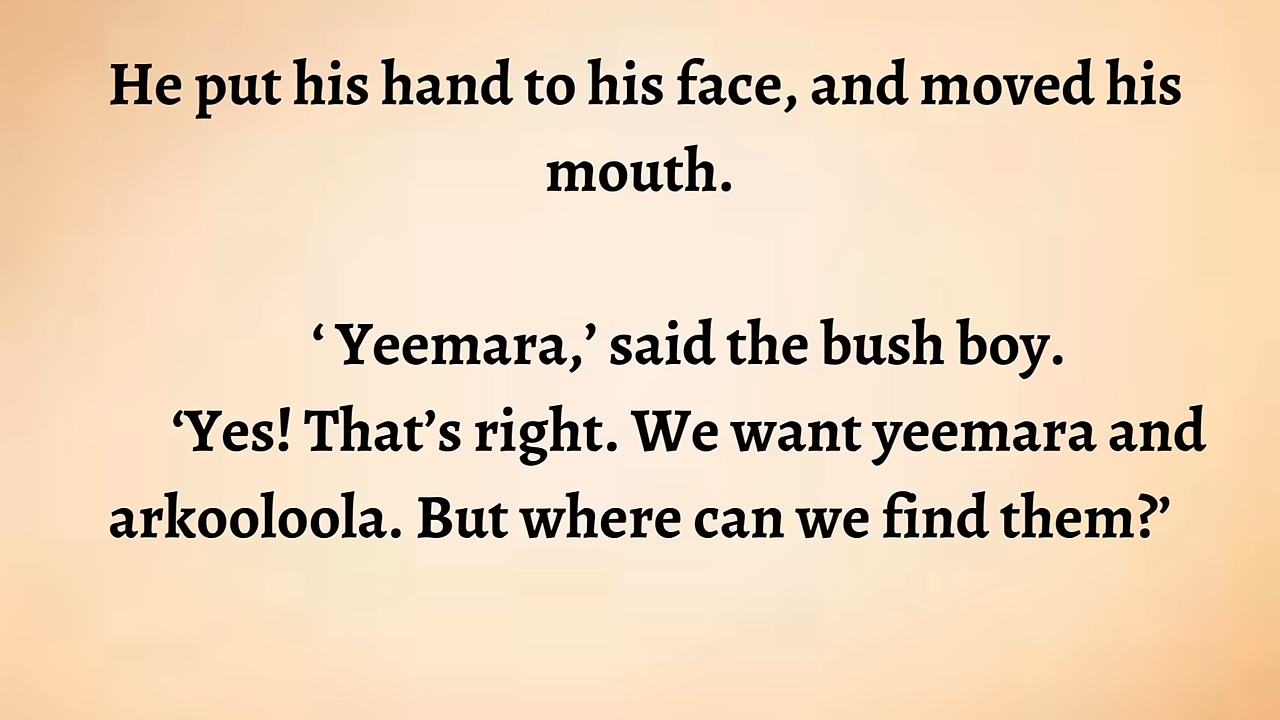 He put his hand to his face, and moved his
mouth.
‘ Yeemara,’ said the bush boy.
‘Yes! That’s right. We want yeemara and
arkooloola. But where can we find them?’